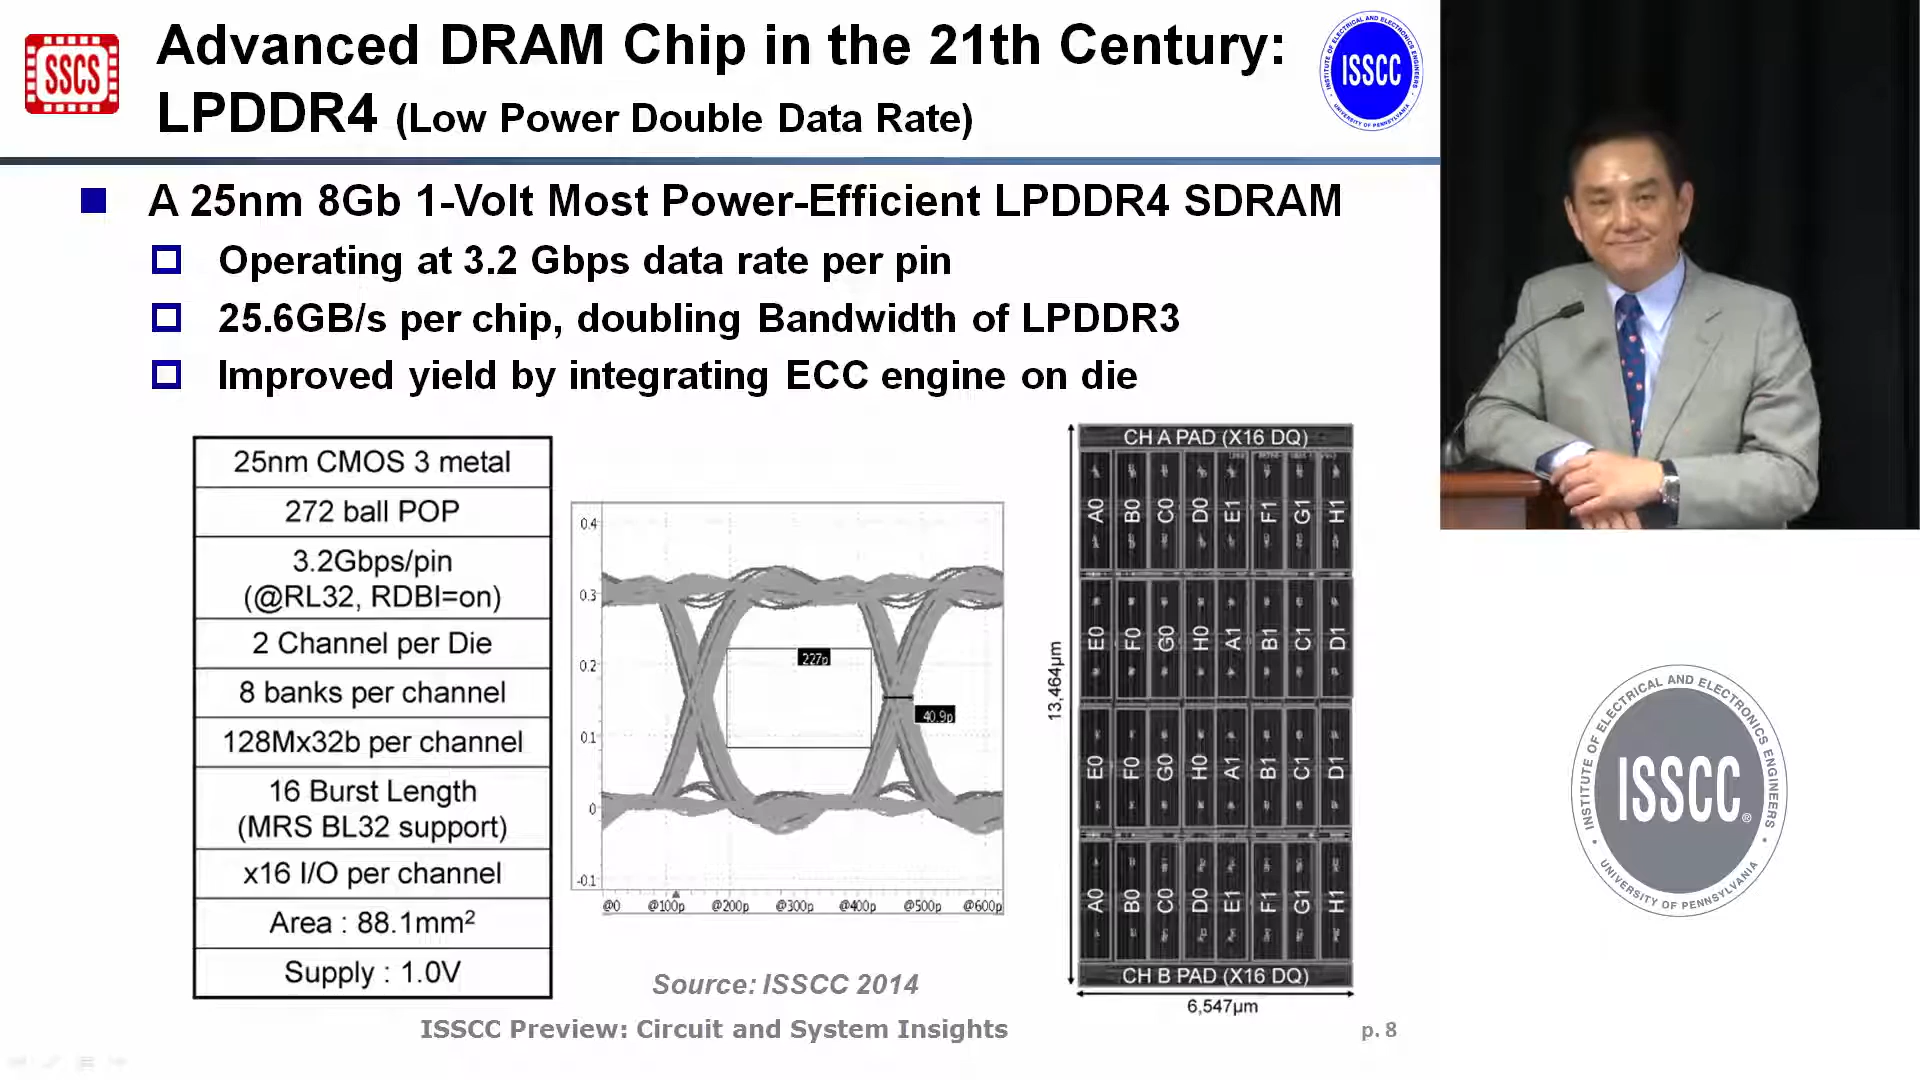 SSCS
Advanced DRAM Chip in the 21th Century:
LPDDR4 (Low Power Double Data Rate)
INSTITUTE OF ELECTRICAL AND ELECTRONICS ENGINEERS
ISSCC
UNIVERSITY OF PENNSYLVANIA
A 25nm 8Gb 1-Volt Most Power-Efficient LPDDR4 SDRAM
Operating at 3.2 Gbps data rate per pin
25.6GB/s per chip, doubling Bandwidth of LPDDR3
Improved yield by integrating ECC engine on die
25nm CMOS 3 metal
272 ball POP
3.2Gbps/pin
(@RL32, RDBI=on)
2 Channel per Die
8 banks per channel
128Mx32b per channel
16 Burst Length
(MRS BL32 support)
x16 I/O per channel
Area : 88.1mm²
Supply : 1.0V
0.4
0.3
0.2
0.1
0
-0.1
227p
40.9p
@0 @100p @200p @300p @400p @500p @600p
CH A PAD (X16 DQ)
A0 B0 C0 D0 E1 F1 G1 H1
E0 F0 G0 H0 A1 B1 C1 D1
E0 F0 G0 H0 A1 B1 C1 D1
A0 B0 C0 D0 E1 F1 G1 H1
CH B PAD (X16 DQ)
13,464µm
6,547µm
Source: ISSCC 2014
ISSCC Preview: Circuit and System Insights
p. 8
INSTITUTE OF ELECTRICAL AND ELECTRONICS ENGINEERS
ISSCC®
UNIVERSITY OF PENNSYLVANIA